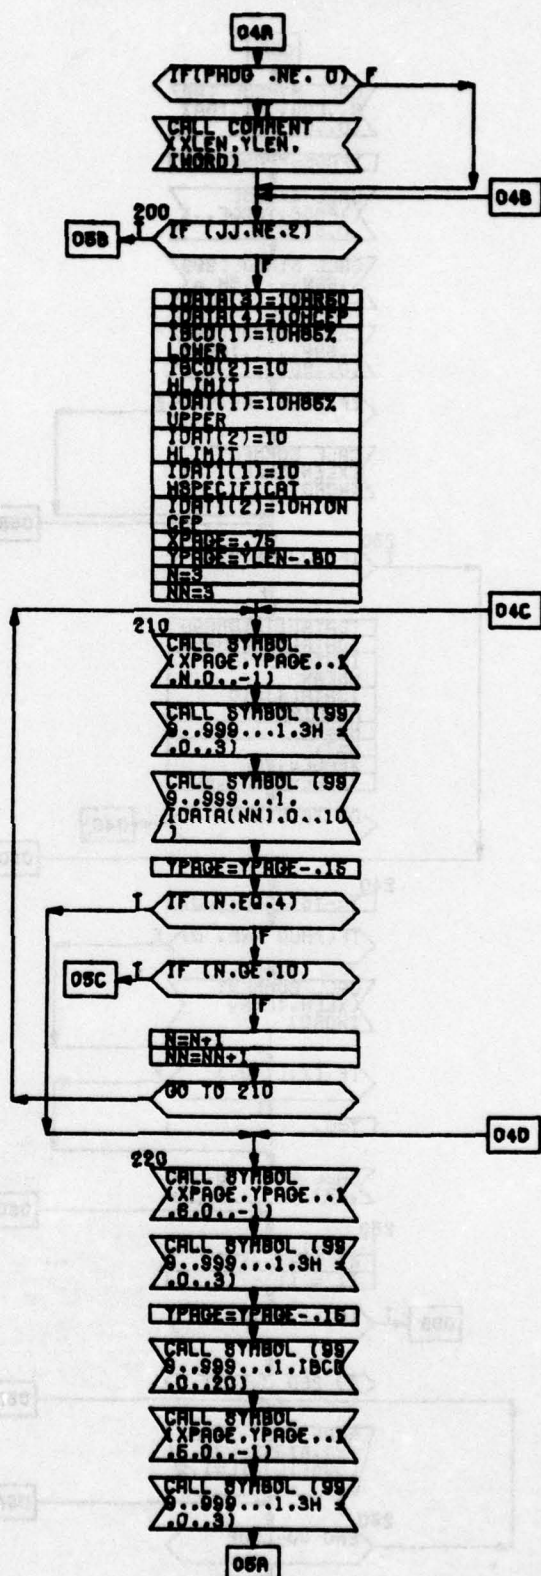 04A
IF(PHOG .NE. 0)
F
T
CALL COMMENT
(XLEN,YLEN,
IWORD)
04B
200
T
05B
IF (JJ.NE.2)
F
IDATA(3)=10HR50
IDATA(4)=10HCEP
IBCD(1)=10H85%
LOWER
IBCD(2)=10
HLIMIT
IDAT(1)=10H85%
UPPER
IDAT(2)=10
HLIMIT
IDAT1(1)=10
HSPECIFICAT
IDAT1(2)=10HION
CEP
XPAGE=.75
YPAGE=YLEN-.80
N=3
NN=3
04C
210
CALL SYMBOL
(XPAGE,YPAGE,.1
,N,0.,-1)
CALL SYMBOL (99
9.,999.,.1,3H =
,0.,3)
CALL SYMBOL (99
9.,999.,.1,
IDATA(NN),0.,10
)
YPAGE=YPAGE-.15
T
IF (N.EQ.4)
F
05C
T
IF (N.GE.10)
F
N=N+1
NN=NN+1
GO TO 210
04D
220
CALL SYMBOL
(XPAGE,YPAGE,.1
,6,0.,-1)
CALL SYMBOL (99
9.,999.,.1,3H =
,0.,3)
YPAGE=YPAGE-.15
CALL SYMBOL (99
9.,999.,.1,IBCD
,0.,20)
CALL SYMBOL
(XPAGE,YPAGE,.1
,5,0.,-1)
CALL SYMBOL (99
9.,999.,.1,3H =
,0.,3)
05A